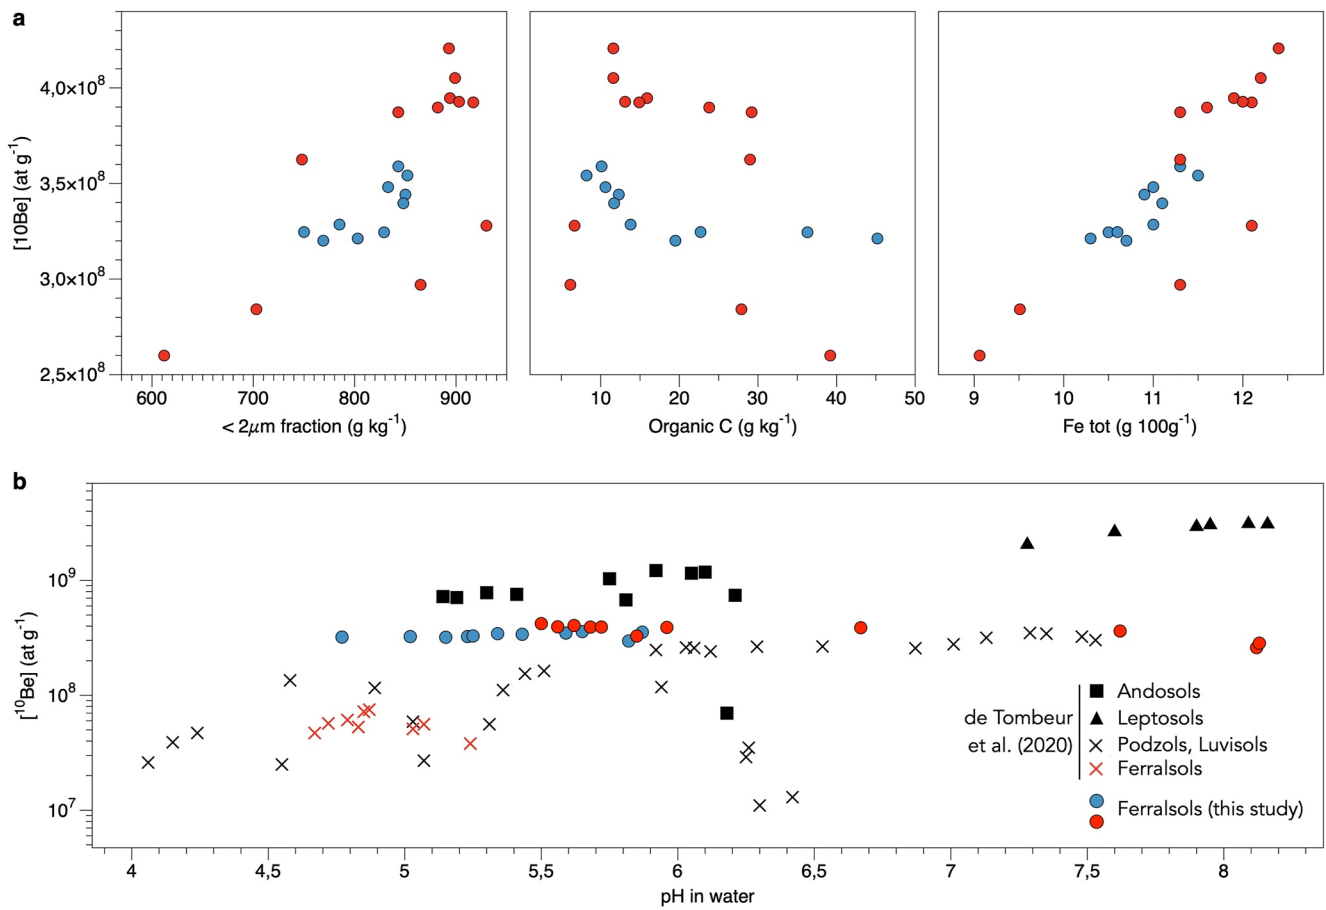 a
[10Be] (at g⁻¹)
4,0×10⁸
3,5×10⁸
3,0×10⁸
2,5×10⁸
600 700 800 900
< 2μm fraction (g kg⁻¹)
10 20 30 40 50
Organic C (g kg⁻¹)
9 10 11 12
Fe tot (g 100g⁻¹)
b
[¹⁰Be] (at g⁻¹)
10⁹
10⁸
10⁷
4 4,5 5 5,5 6 6,5 7 7,5 8
pH in water
de Tombeur
et al. (2020)
Andosols
Leptosols
Podzols, Luvisols
Ferralsols
Ferralsols (this study)